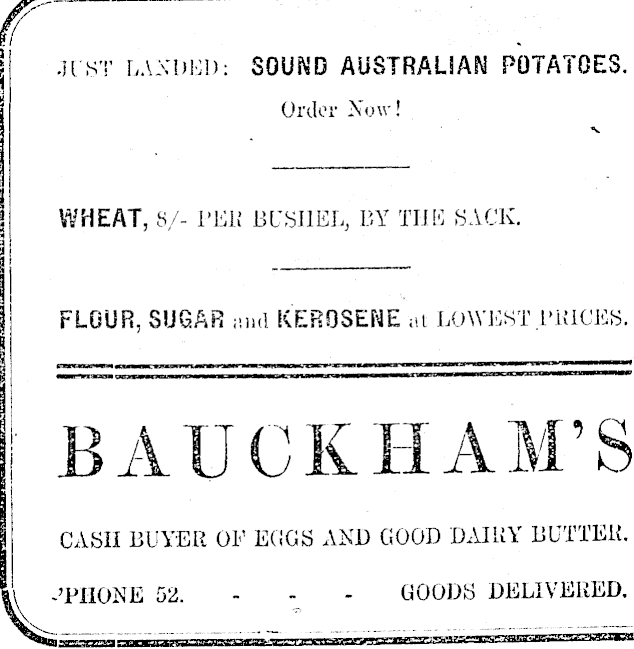 JUST LANDED: SOUND AUSTRALIAN POTATOES.
Order Now!
WHEAT, 8/- PER BUSHEL, BY THE SACK.
FLOUR, SUGAR and KEROSENE at LOWEST PRICES.
BAUCKHAM'S
CASH BUYER OF EGGS AND GOOD DAIRY BUTTER.
'PHONE 52. - - - GOODS DELIVERED.